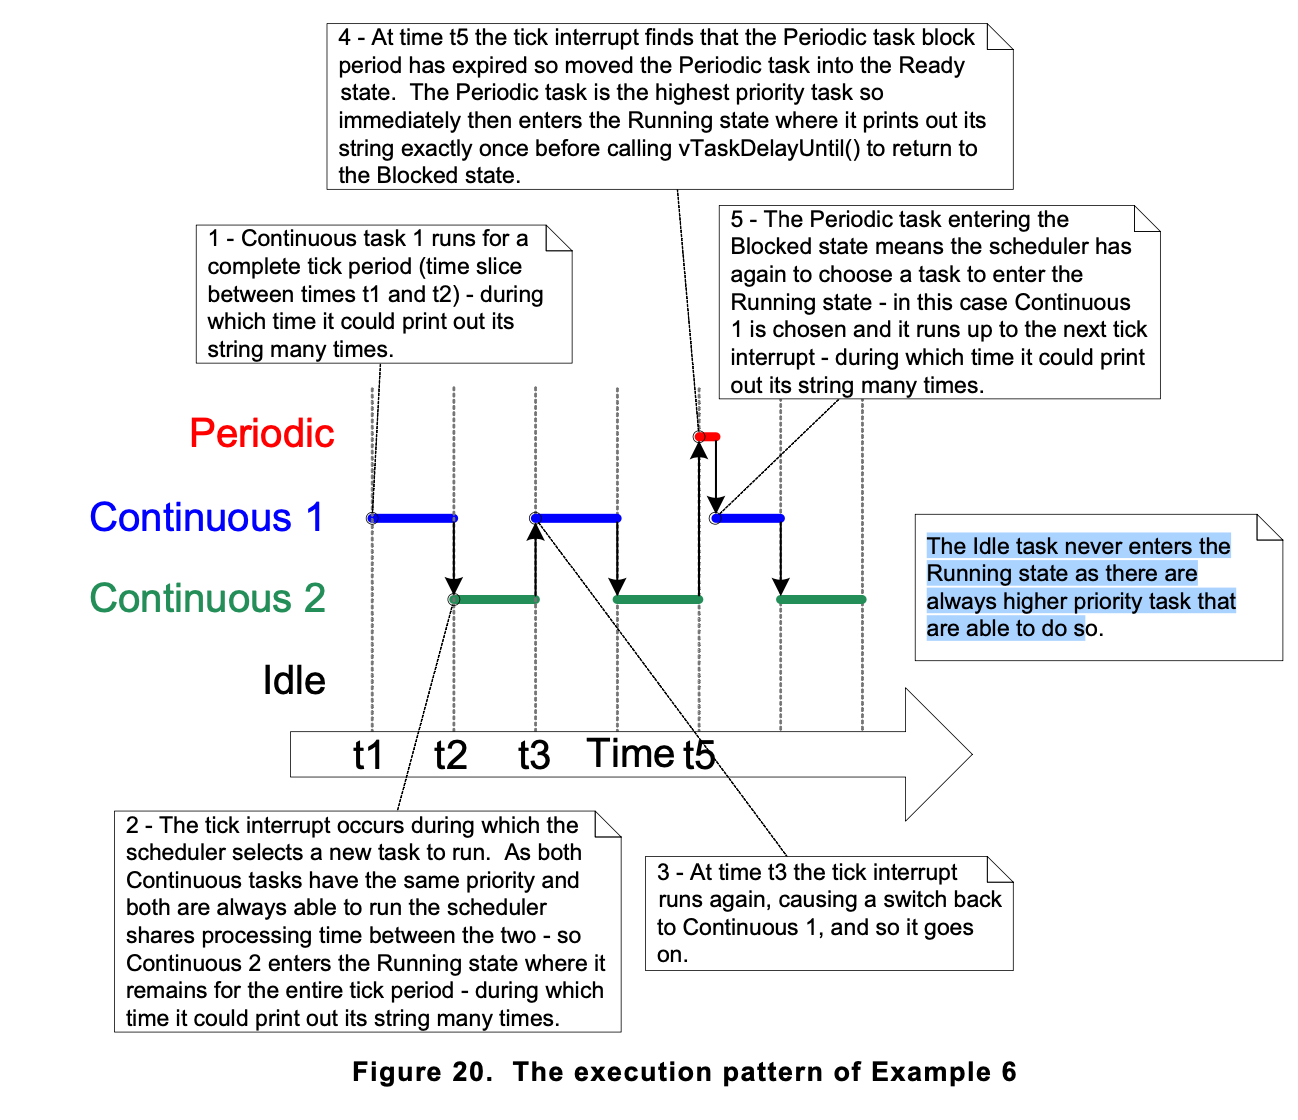 4 - At time t5 the tick interrupt finds that the Periodic task block
period has expired so moved the Periodic task into the Ready
state.  The Periodic task is the highest priority task so
immediately then enters the Running state where it prints out its
string exactly once before calling vTaskDelayUntil() to return to
the Blocked state.
1 - Continuous task 1 runs for a
complete tick period (time slice
between times t1 and t2) - during
which time it could print out its
string many times.
5 - The Periodic task entering the
Blocked state means the scheduler has
again to choose a task to enter the
Running state - in this case Continuous
1 is chosen and it runs up to the next tick
interrupt - during which time it could print
out its string many times.
Periodic
Continuous 1
Continuous 2
Idle
The Idle task never enters the
Running state as there are
always higher priority task that
are able to do so.
t1 t2 t3 Time t5
2 - The tick interrupt occurs during which the
scheduler selects a new task to run.  As both
Continuous tasks have the same priority and
both are always able to run the scheduler
shares processing time between the two - so
Continuous 2 enters the Running state where it
remains for the entire tick period - during which
time it could print out its string many times.
3 - At time t3 the tick interrupt
runs again, causing a switch back
to Continuous 1, and so it goes
on.
Figure 20.  The execution pattern of Example 6